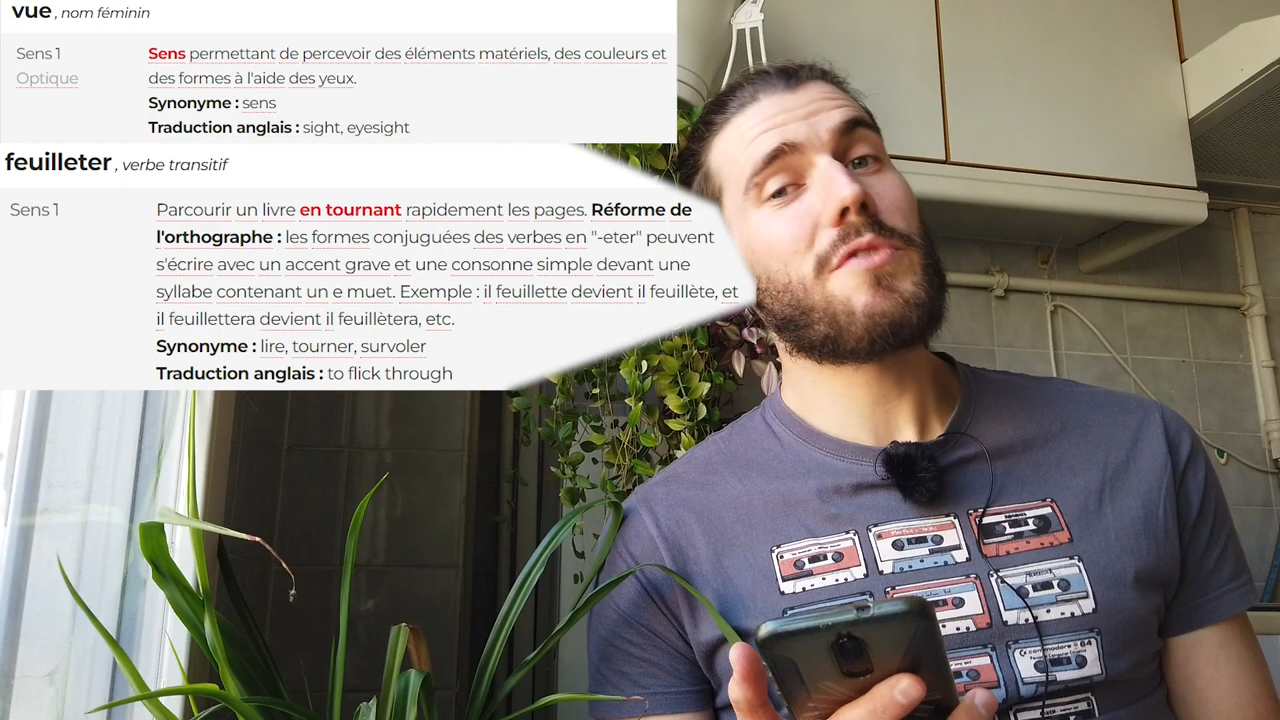 vue , nom féminin
Sens 1
Sens permettant de percevoir des éléments matériels, des couleurs et
Optique
des formes à l'aide des yeux.
Synonyme : sens
Traduction anglais : sight, eyesight
feuilleter , verbe transitif
Sens 1
Parcourir un livre en tournant rapidement les pages. Réforme de
l'orthographe : les formes conjuguées des verbes en "-eter" peuvent
s'écrire avec un accent grave et une consonne simple devant une
syllabe contenant un e muet. Exemple : il feuillette devient il feuillète, et
il feuillettera devient il feuillètera, etc.
Synonyme : lire, tourner, survoler
Traduction anglais : to flick through
commodore 64